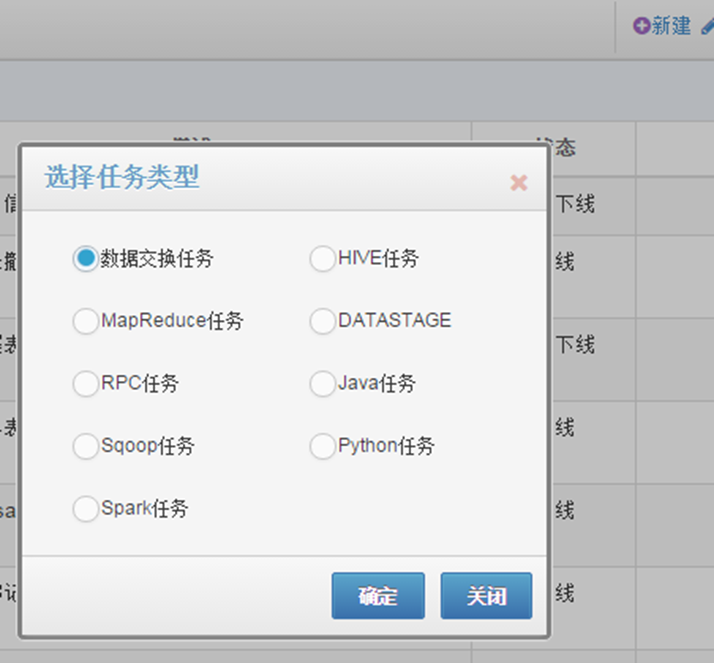 新建
态
选择任务类型
下线
数据交换任务 HIVE任务
线
MapReduce任务 DATASTAGE
下线
RPC任务 Java任务
线
Sqoop任务 Python任务
Spark任务
线
确定 关闭
线